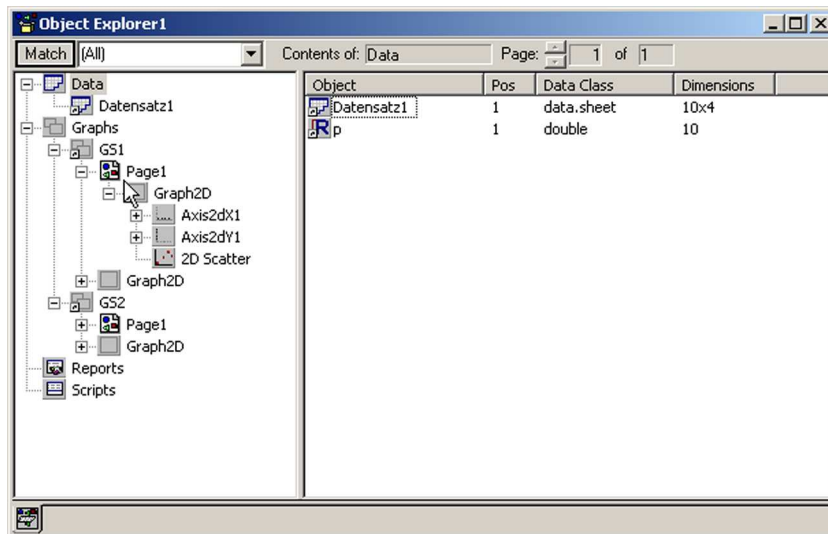 Object Explorer1
Match (All) Contents of: Data Page: 1 of 1
Data
Datensatz1
Graphs
GS1
Page1
Graph2D
Axis2dX1
Axis2dY1
2D Scatter
Graph2D
GS2
Page1
Graph2D
Reports
Scripts
Object Pos Data Class Dimensions
Datensatz1 1 data.sheet 10x4
p 1 double 10